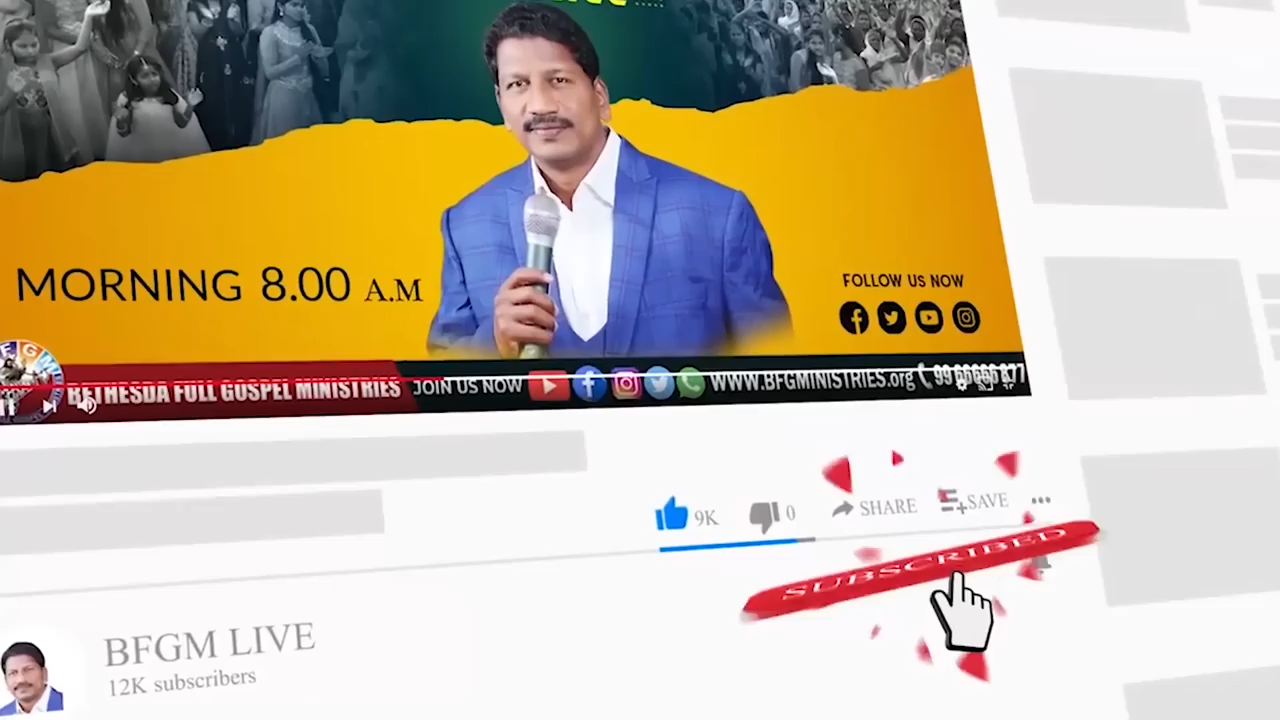 MORNING 8.00 A.M
FOLLOW US NOW
BETHESDA FULL GOSPEL MINISTRIES JOIN US NOW WWW.BFGMINISTRIES.org
9K 0 SHARE SAVE
SUBSCRIBED
BFGM LIVE
12K subscribers